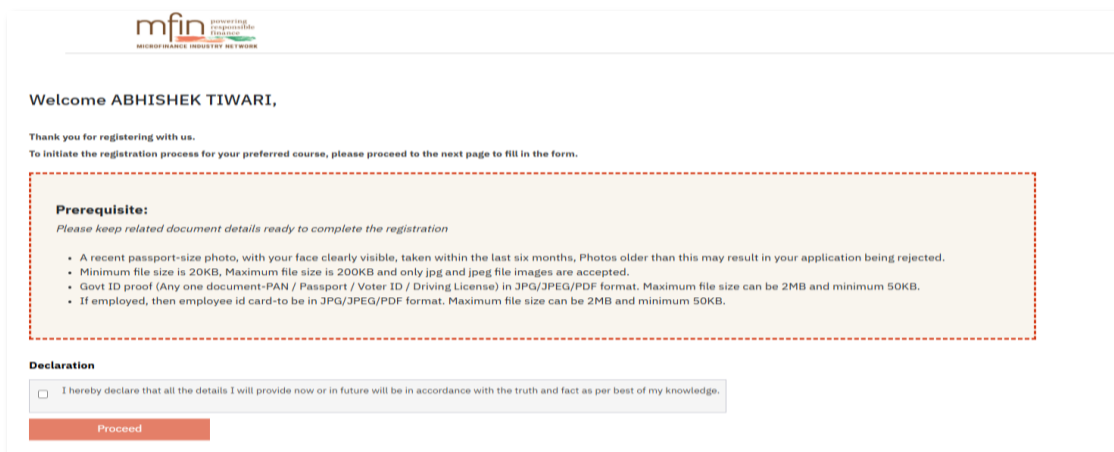 mfin powering
responsible
finance
MICROFINANCE INDUSTRY NETWORK
Welcome ABHISHEK TIWARI,
Thank you for registering with us.
To initiate the registration process for your preferred course, please proceed to the next page to fill in the form.
Prerequisite:
Please keep related document details ready to complete the registration
• A recent passport-size photo, with your face clearly visible, taken within the last six months, Photos older than this may result in your application being rejected.
• Minimum file size is 20KB, Maximum file size is 200KB and only jpg and jpeg file images are accepted.
• Govt ID proof (Any one document-PAN / Passport / Voter ID / Driving License) in JPG/JPEG/PDF format. Maximum file size can be 2MB and minimum 50KB.
• If employed, then employee id card-to be in JPG/JPEG/PDF format. Maximum file size can be 2MB and minimum 50KB.
Declaration
I hereby declare that all the details I will provide now or in future will be in accordance with the truth and fact as per best of my knowledge.
Proceed